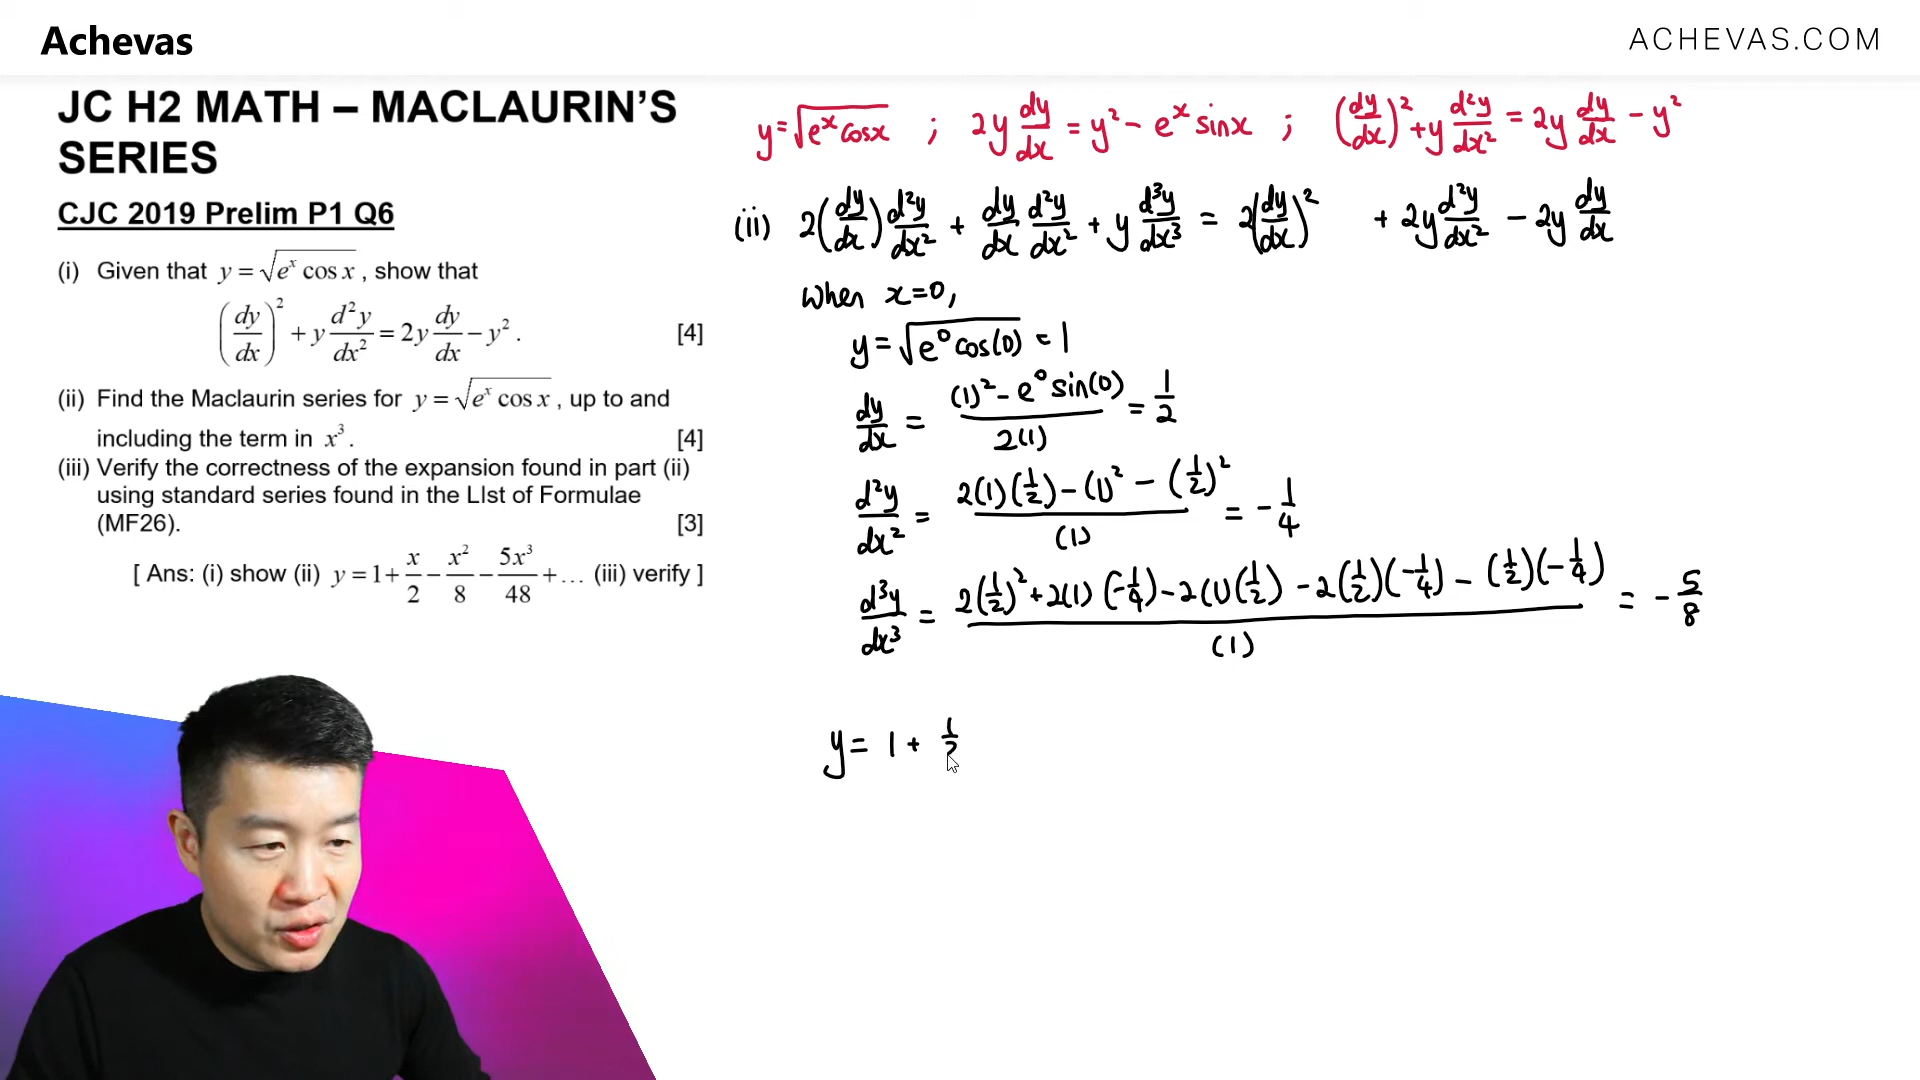 Achevas
ACHEVAS.COM
JC H2 MATH – MACLAURIN'S
SERIES
CJC 2019 Prelim P1 Q6
(i) Given that y = √(e^x cos x), show that
(dy/dx)² + y d²y/dx² = 2y dy/dx − y². [4]
(ii) Find the Maclaurin series for y = √(e^x cos x), up to and
including the term in x³. [4]
(iii) Verify the correctness of the expansion found in part (ii)
using standard series found in the LIst of Formulae
(MF26). [3]
[ Ans: (i) show (ii) y = 1 + x/2 − x²/8 − 5x³/48 + … (iii) verify ]
y = √(e^x cos x) ; 2y dy/dx = y² − e^x sin x ; (dy/dx)² + y d²y/dx² = 2y dy/dx − y²
(ii) 2(dy/dx) d²y/dx² + dy/dx d²y/dx² + y d³y/dx³ = 2(dy/dx)² + 2y d²y/dx² − 2y dy/dx
When x=0,
y = √(e⁰ cos(0)) = 1
dy/dx = ((1)² − e⁰ sin(0))/(2(1)) = 1/2
d²y/dx² = (2(1)(1/2) − (1)² − (1/2)²)/(1) = −1/4
d³y/dx³ = (2(1/2)² + 2(1)(−1/4) − 2(1)(1/2) − 2(1/2)(−1/4) − (1/2)(−1/4))/(1) = −5/8
y = 1 + 1/2